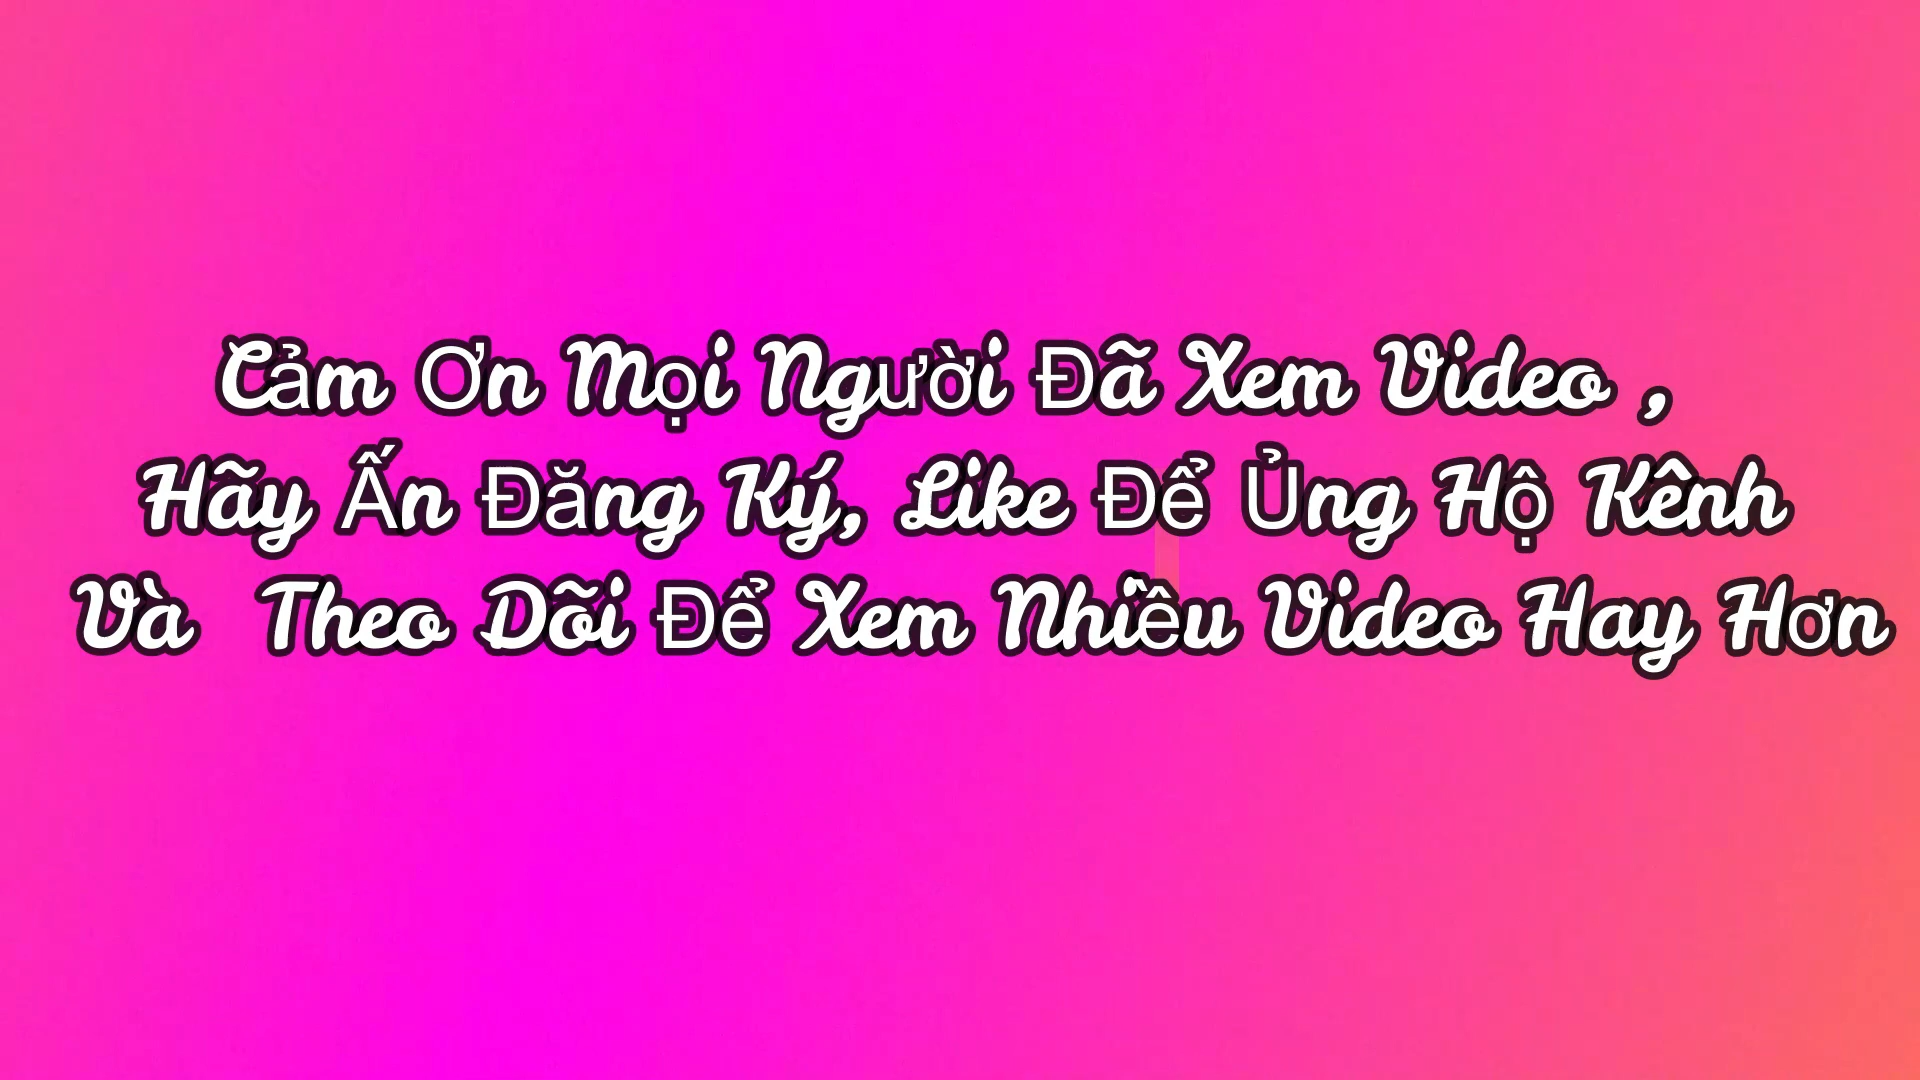 Cảm Ơn Mọi Người Đã Xem Video ,
Hãy Ấn Đăng Ký, Like Để Ủng Hộ Kênh
Và Theo Dõi Để Xem Nhiều Video Hay Hơn